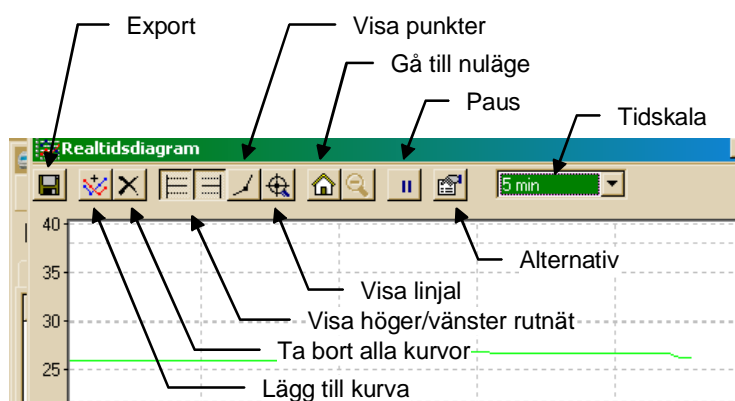 Export
Visa punkter
Gå till nuläge
Paus
Tidskala
Realtidsdiagram
5 min
40
35
30
25
Alternativ
Visa linjal
Visa höger/vänster rutnät
Ta bort alla kurvor
Lägg till kurva